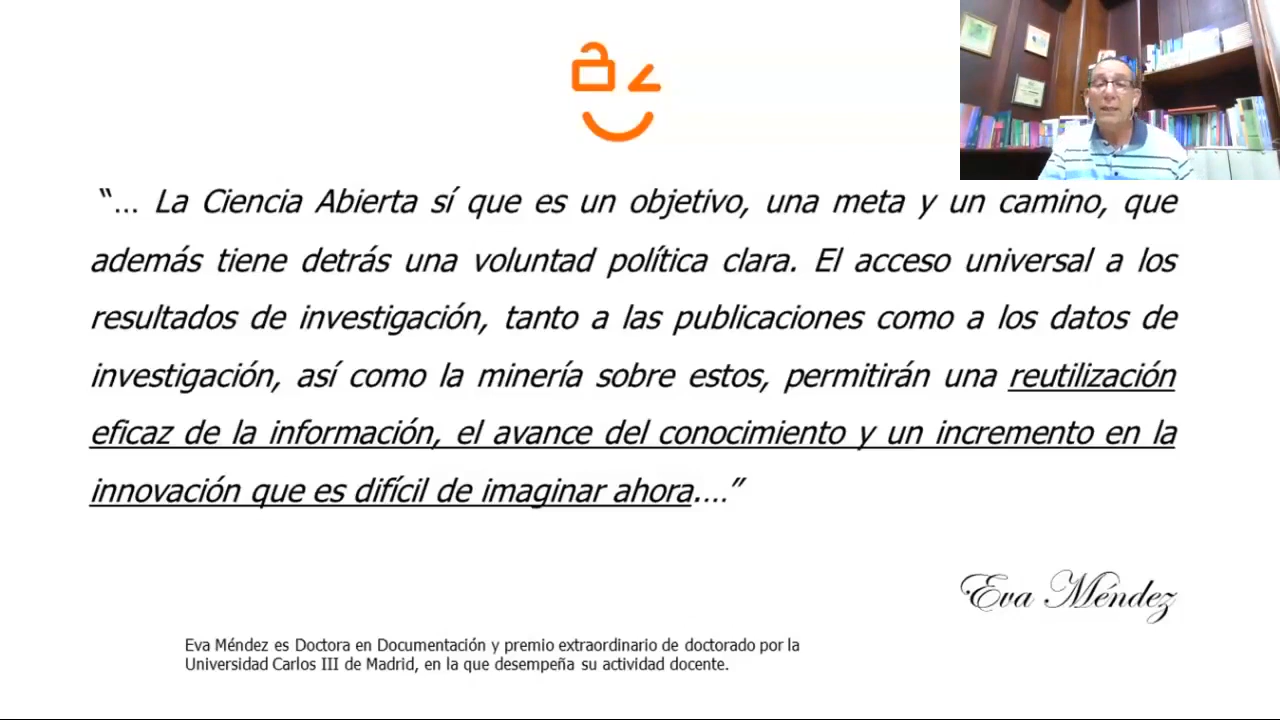 “... La Ciencia Abierta sí que es un objetivo, una meta y un camino, que
además tiene detrás una voluntad política clara. El acceso universal a los
resultados de investigación, tanto a las publicaciones como a los datos de
investigación, así como la minería sobre estos, permitirán una reutilización
eficaz de la información, el avance del conocimiento y un incremento en la
innovación que es difícil de imaginar ahora....”
Eva Méndez
Eva Méndez es Doctora en Documentación y premio extraordinario de doctorado por la
Universidad Carlos III de Madrid, en la que desempeña su actividad docente.